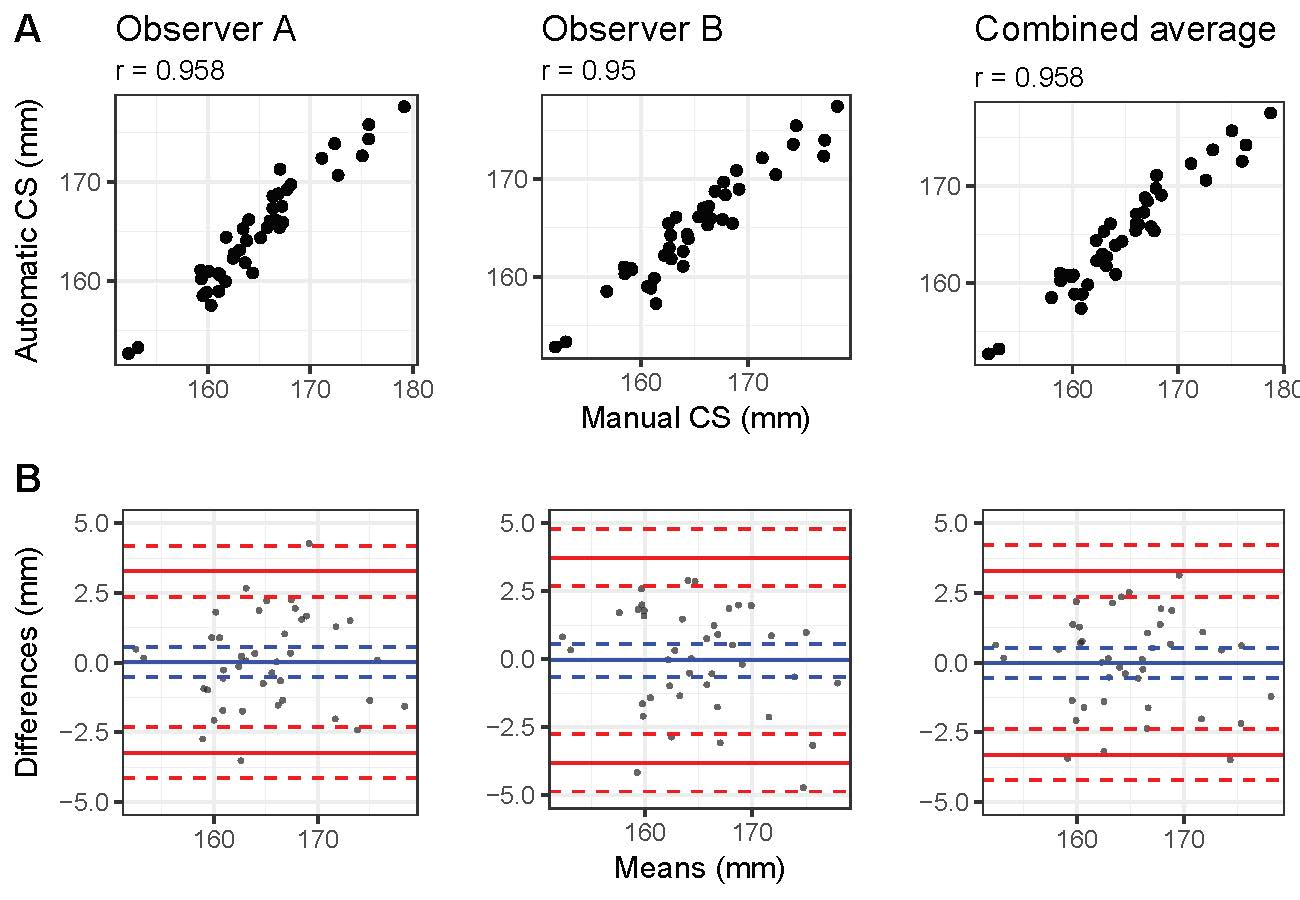 A
Observer A
Observer B
Combined average
r = 0.958
r = 0.95
r = 0.958
Automatic CS (mm)
170
160
160
170
180
170
160
160
170
170
160
160
170
180
Manual CS (mm)
B
Differences (mm)
5.0
2.5
0.0
−2.5
−5.0
160
170
5.0
2.5
0.0
−2.5
−5.0
160
170
5.0
2.5
0.0
−2.5
−5.0
160
170
Means (mm)